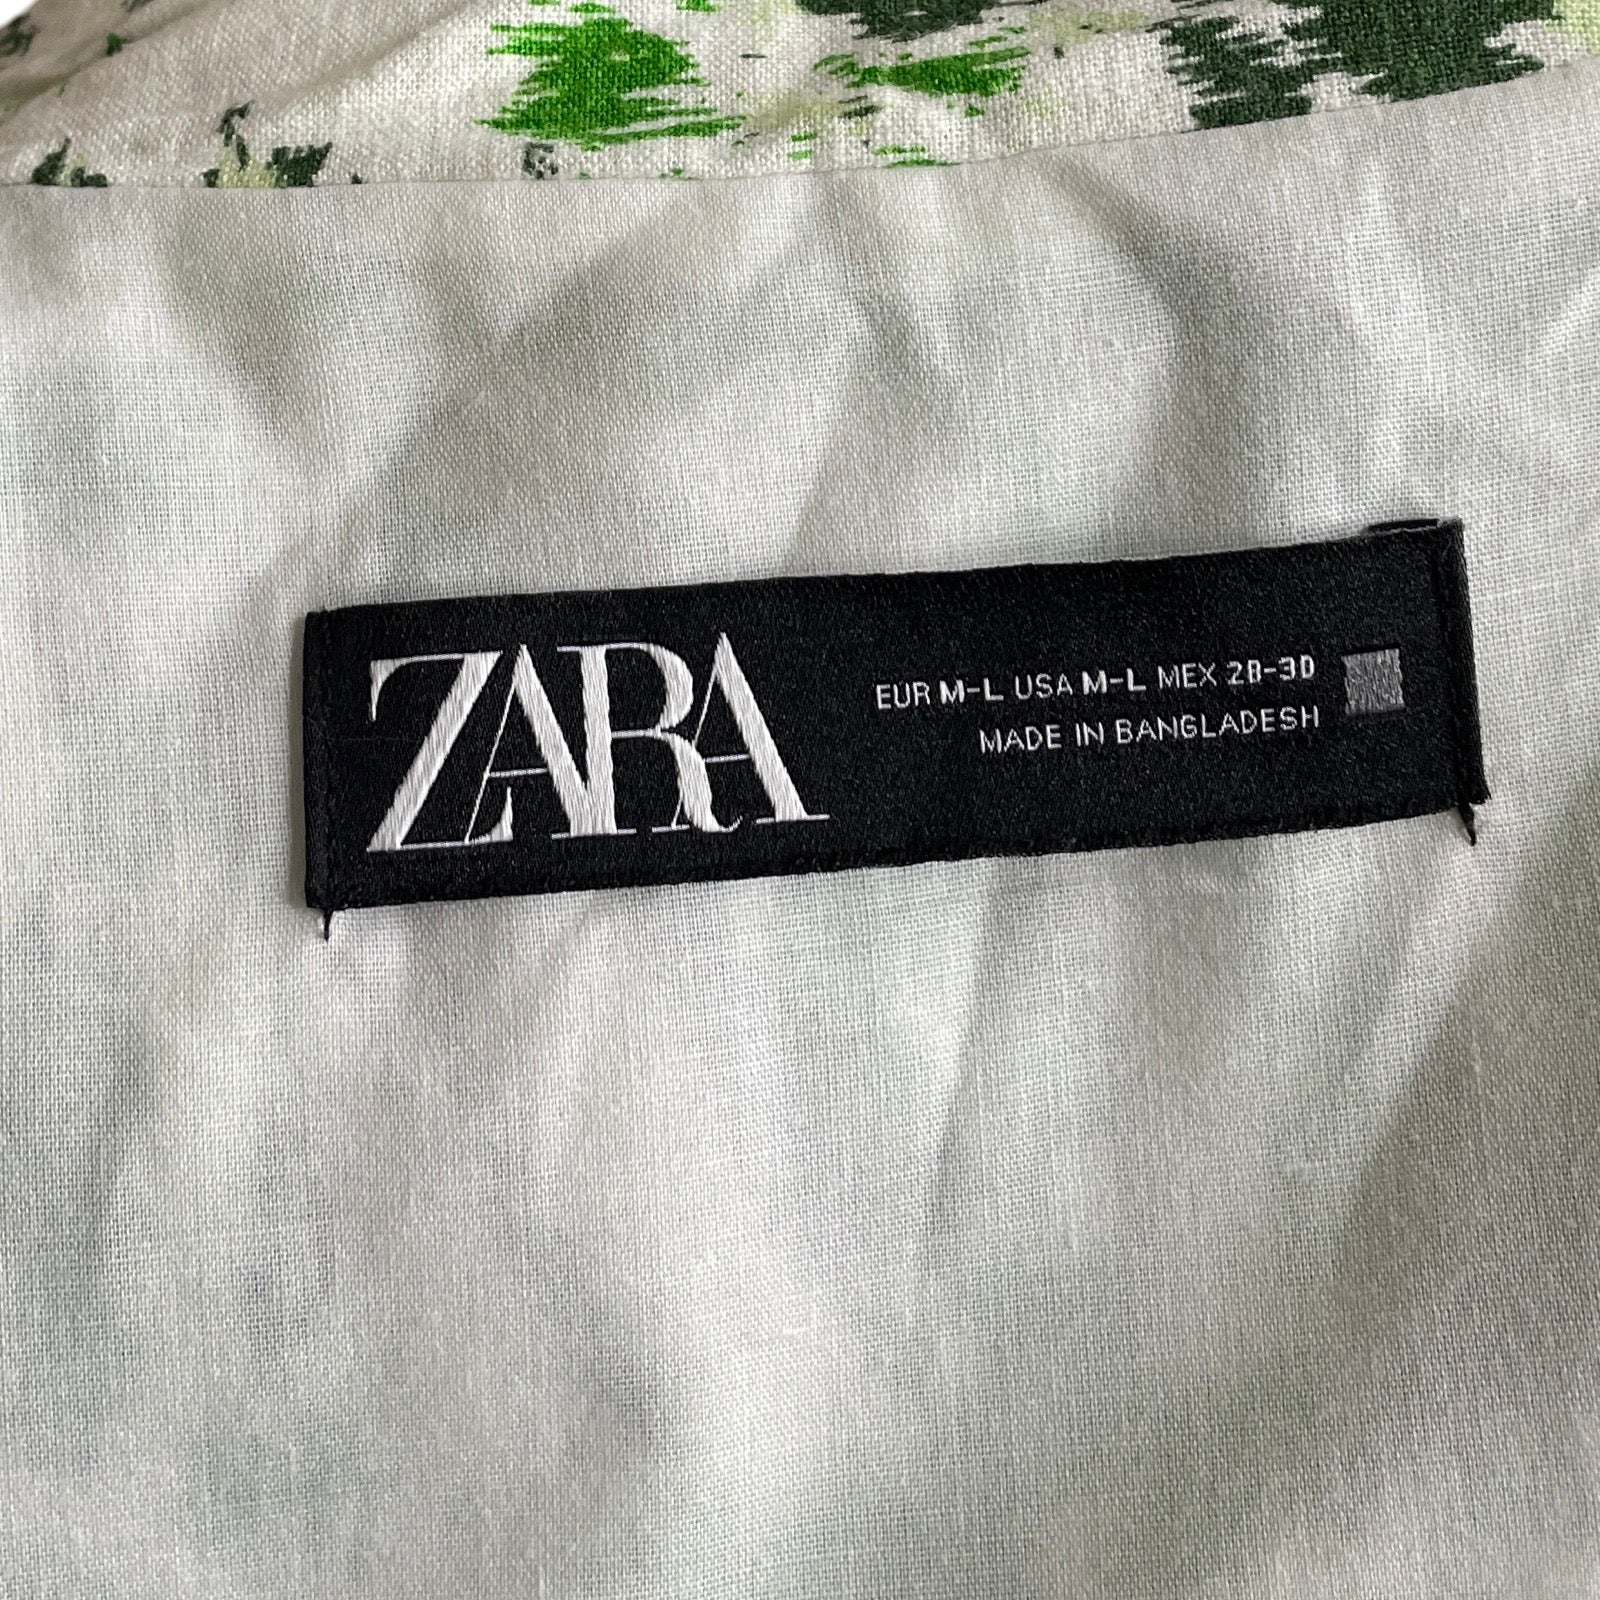 ZARA
EUR M-L USA M-L MEX 28-30
MADE IN BANGLADESH